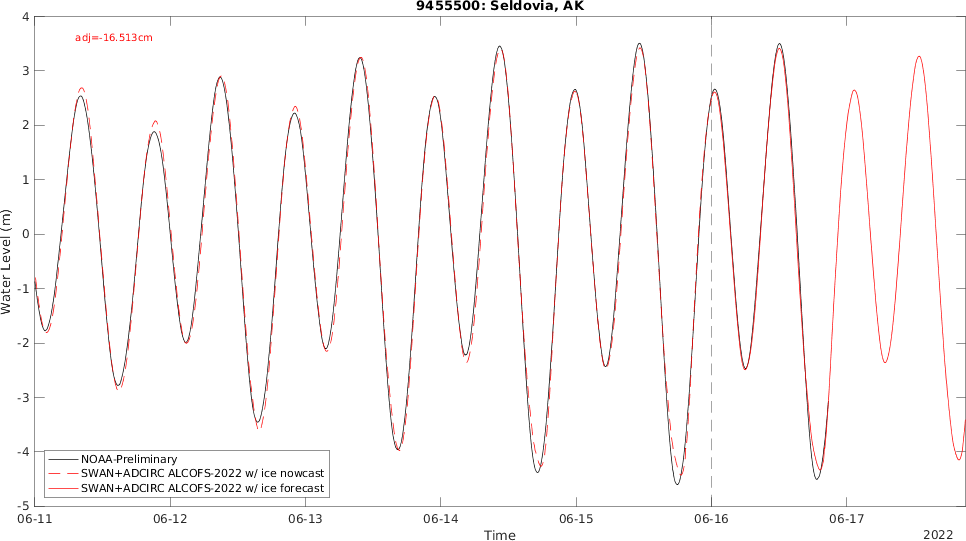 9455500: Seldovia, AK
adj=-16.513cm
4
3
2
1
0
-1
-2
-3
-4
-5
Water Level (m)
NOAA-Preliminary
SWAN+ADCIRC ALCOFS-2022 w/ ice nowcast
SWAN+ADCIRC ALCOFS-2022 w/ ice forecast
06-11 06-12 06-13 06-14 06-15 06-16 06-17
Time
2022